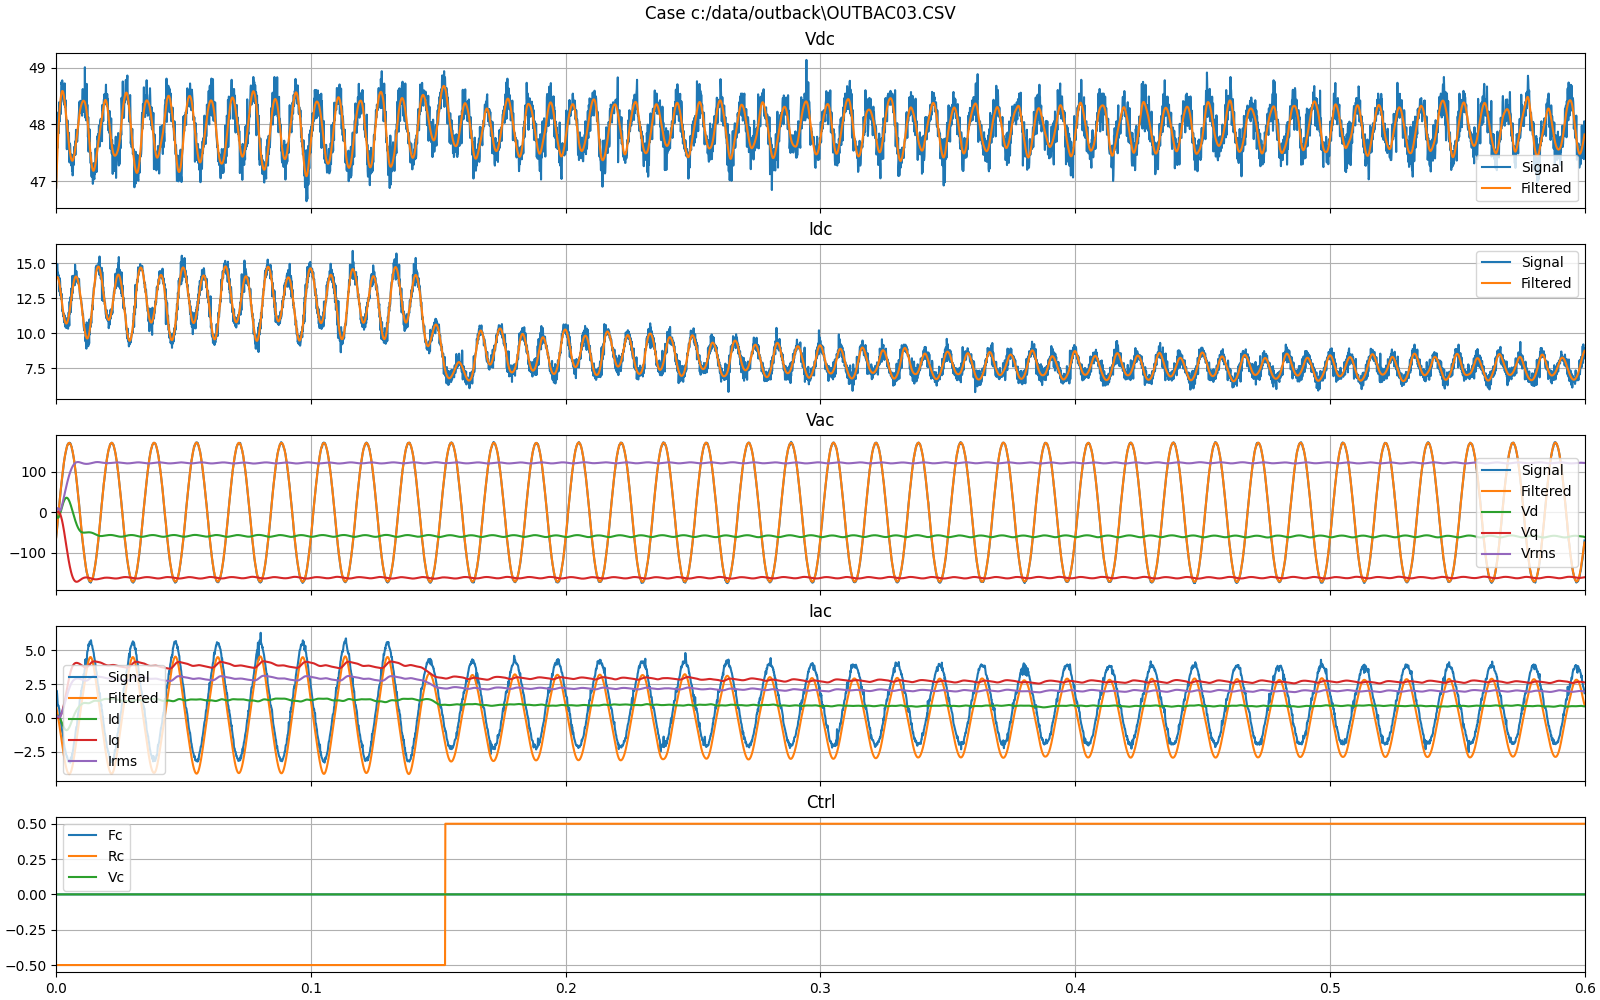 Case c:/data/outback\OUTBAC03.CSV
Vdc
49
48
47
Signal
Filtered
Idc
15.0
12.5
10.0
7.5
Signal
Filtered
Vac
100
0
−100
Signal
Filtered
Vd
Vq
Vrms
Iac
5.0
2.5
0.0
−2.5
Signal
Filtered
Id
Iq
Irms
Ctrl
0.50
0.25
0.00
−0.25
−0.50
Fc
Rc
Vc
0.0 0.1 0.2 0.3 0.4 0.5 0.6